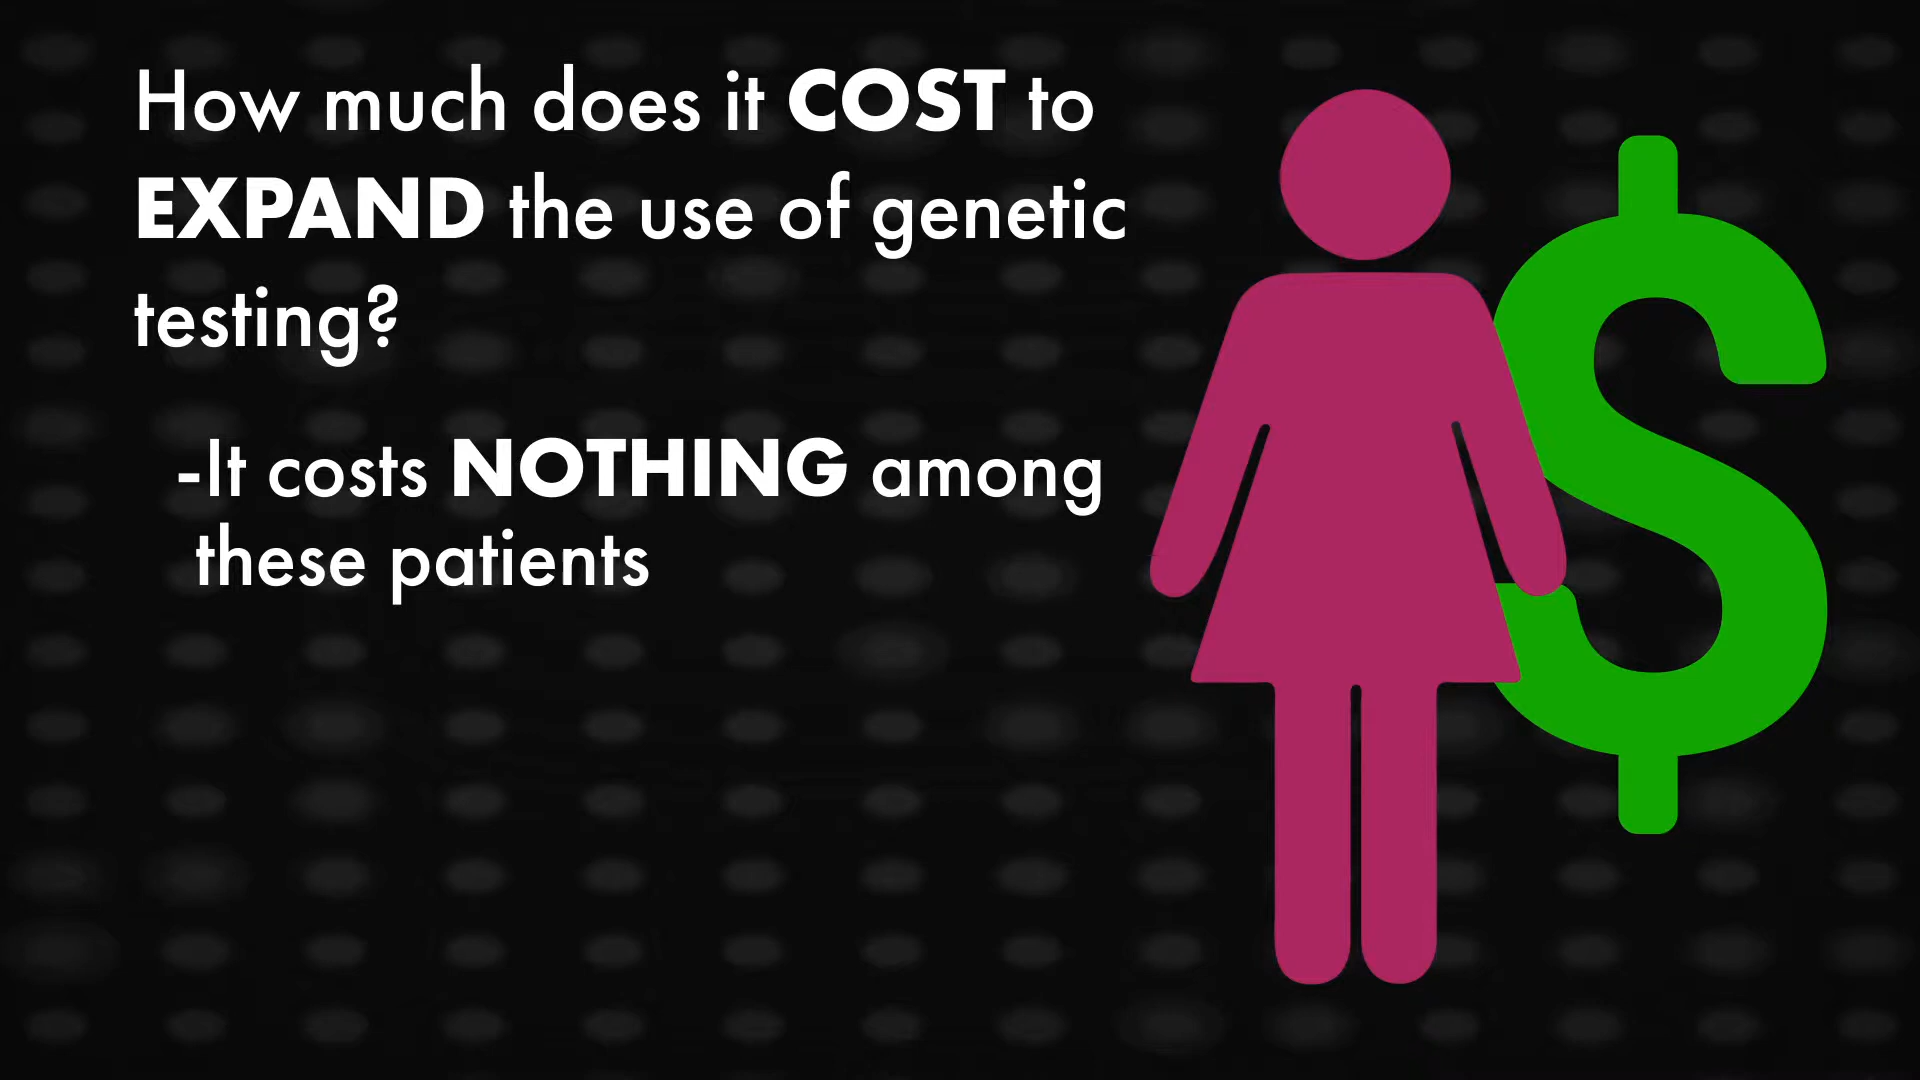 How much does it COST to
EXPAND the use of genetic
testing?
-It costs NOTHING among
these patients